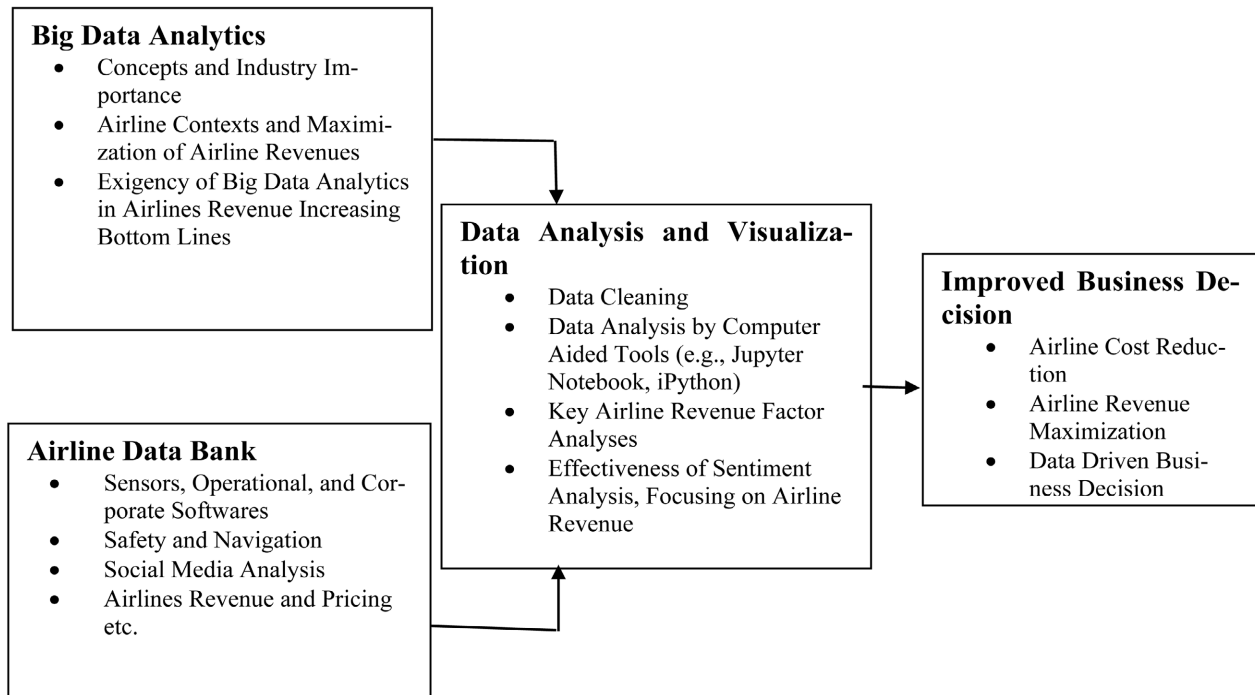 Big Data Analytics
• Concepts and Industry Im-
portance
• Airline Contexts and Maximi-
zation of Airline Revenues
• Exigency of Big Data Analytics
in Airlines Revenue Increasing
Bottom Lines
Airline Data Bank
• Sensors, Operational, and Cor-
porate Softwares
• Safety and Navigation
• Social Media Analysis
• Airlines Revenue and Pricing
etc.
Data Analysis and Visualiza-
tion
• Data Cleaning
• Data Analysis by Computer
Aided Tools (e.g., Jupyter
Notebook, iPython)
• Key Airline Revenue Factor
Analyses
• Effectiveness of Sentiment
Analysis, Focusing on Airline
Revenue
Improved Business De-
cision
• Airline Cost Reduc-
tion
• Airline Revenue
Maximization
• Data Driven Busi-
ness Decision